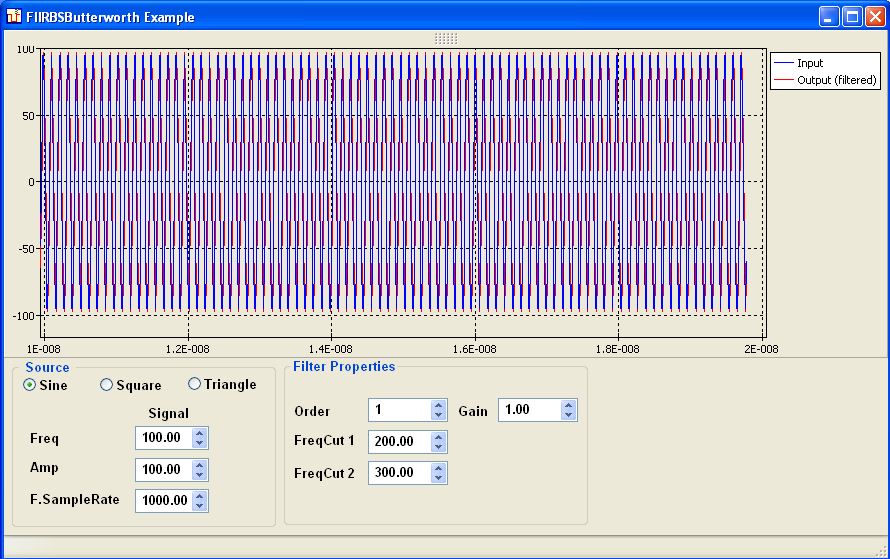 FIIRBSButterworth Example
100
50
0
-50
-100
1E-008
1.2E-008
1.4E-008
1.6E-008
1.8E-008
2E-008
Input
Output (filtered)
Source
Sine
Square
Triangle
Signal
Freq
100.00
Amp
100.00
F.SampleRate
1000.00
Filter Properties
Order
1
Gain
1.00
FreqCut 1
200.00
FreqCut 2
300.00